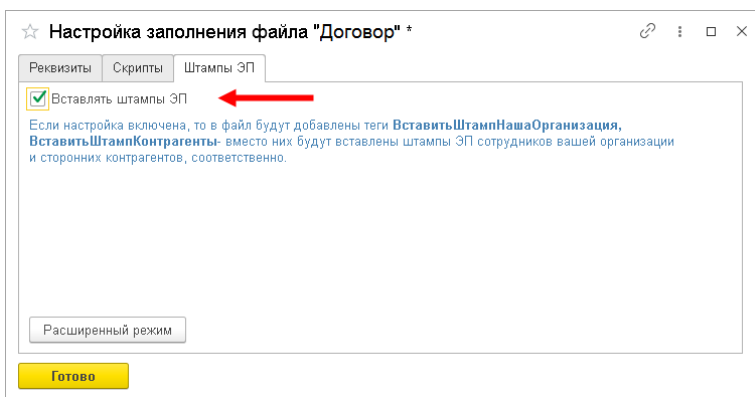 Настройка заполнения файла "Договор" *
Реквизиты Скрипты Штампы ЭП
Вставлять штампы ЭП
Если настройка включена, то в файл будут добавлены теги ВставитьШтампНашаОрганизация,
ВставитьШтампКонтрагенты- вместо них будут вставлены штампы ЭП сотрудников вашей организации
и сторонних контрагентов, соответственно.
Расширенный режим
Готово